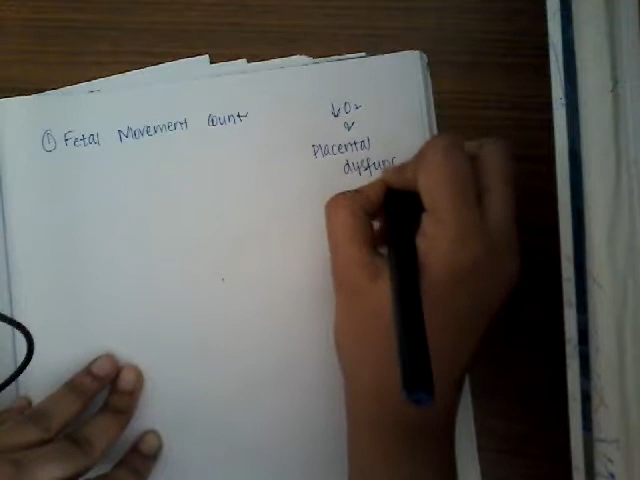 ① Fetal Movement Count
↓O₂
Placental
dysfunc